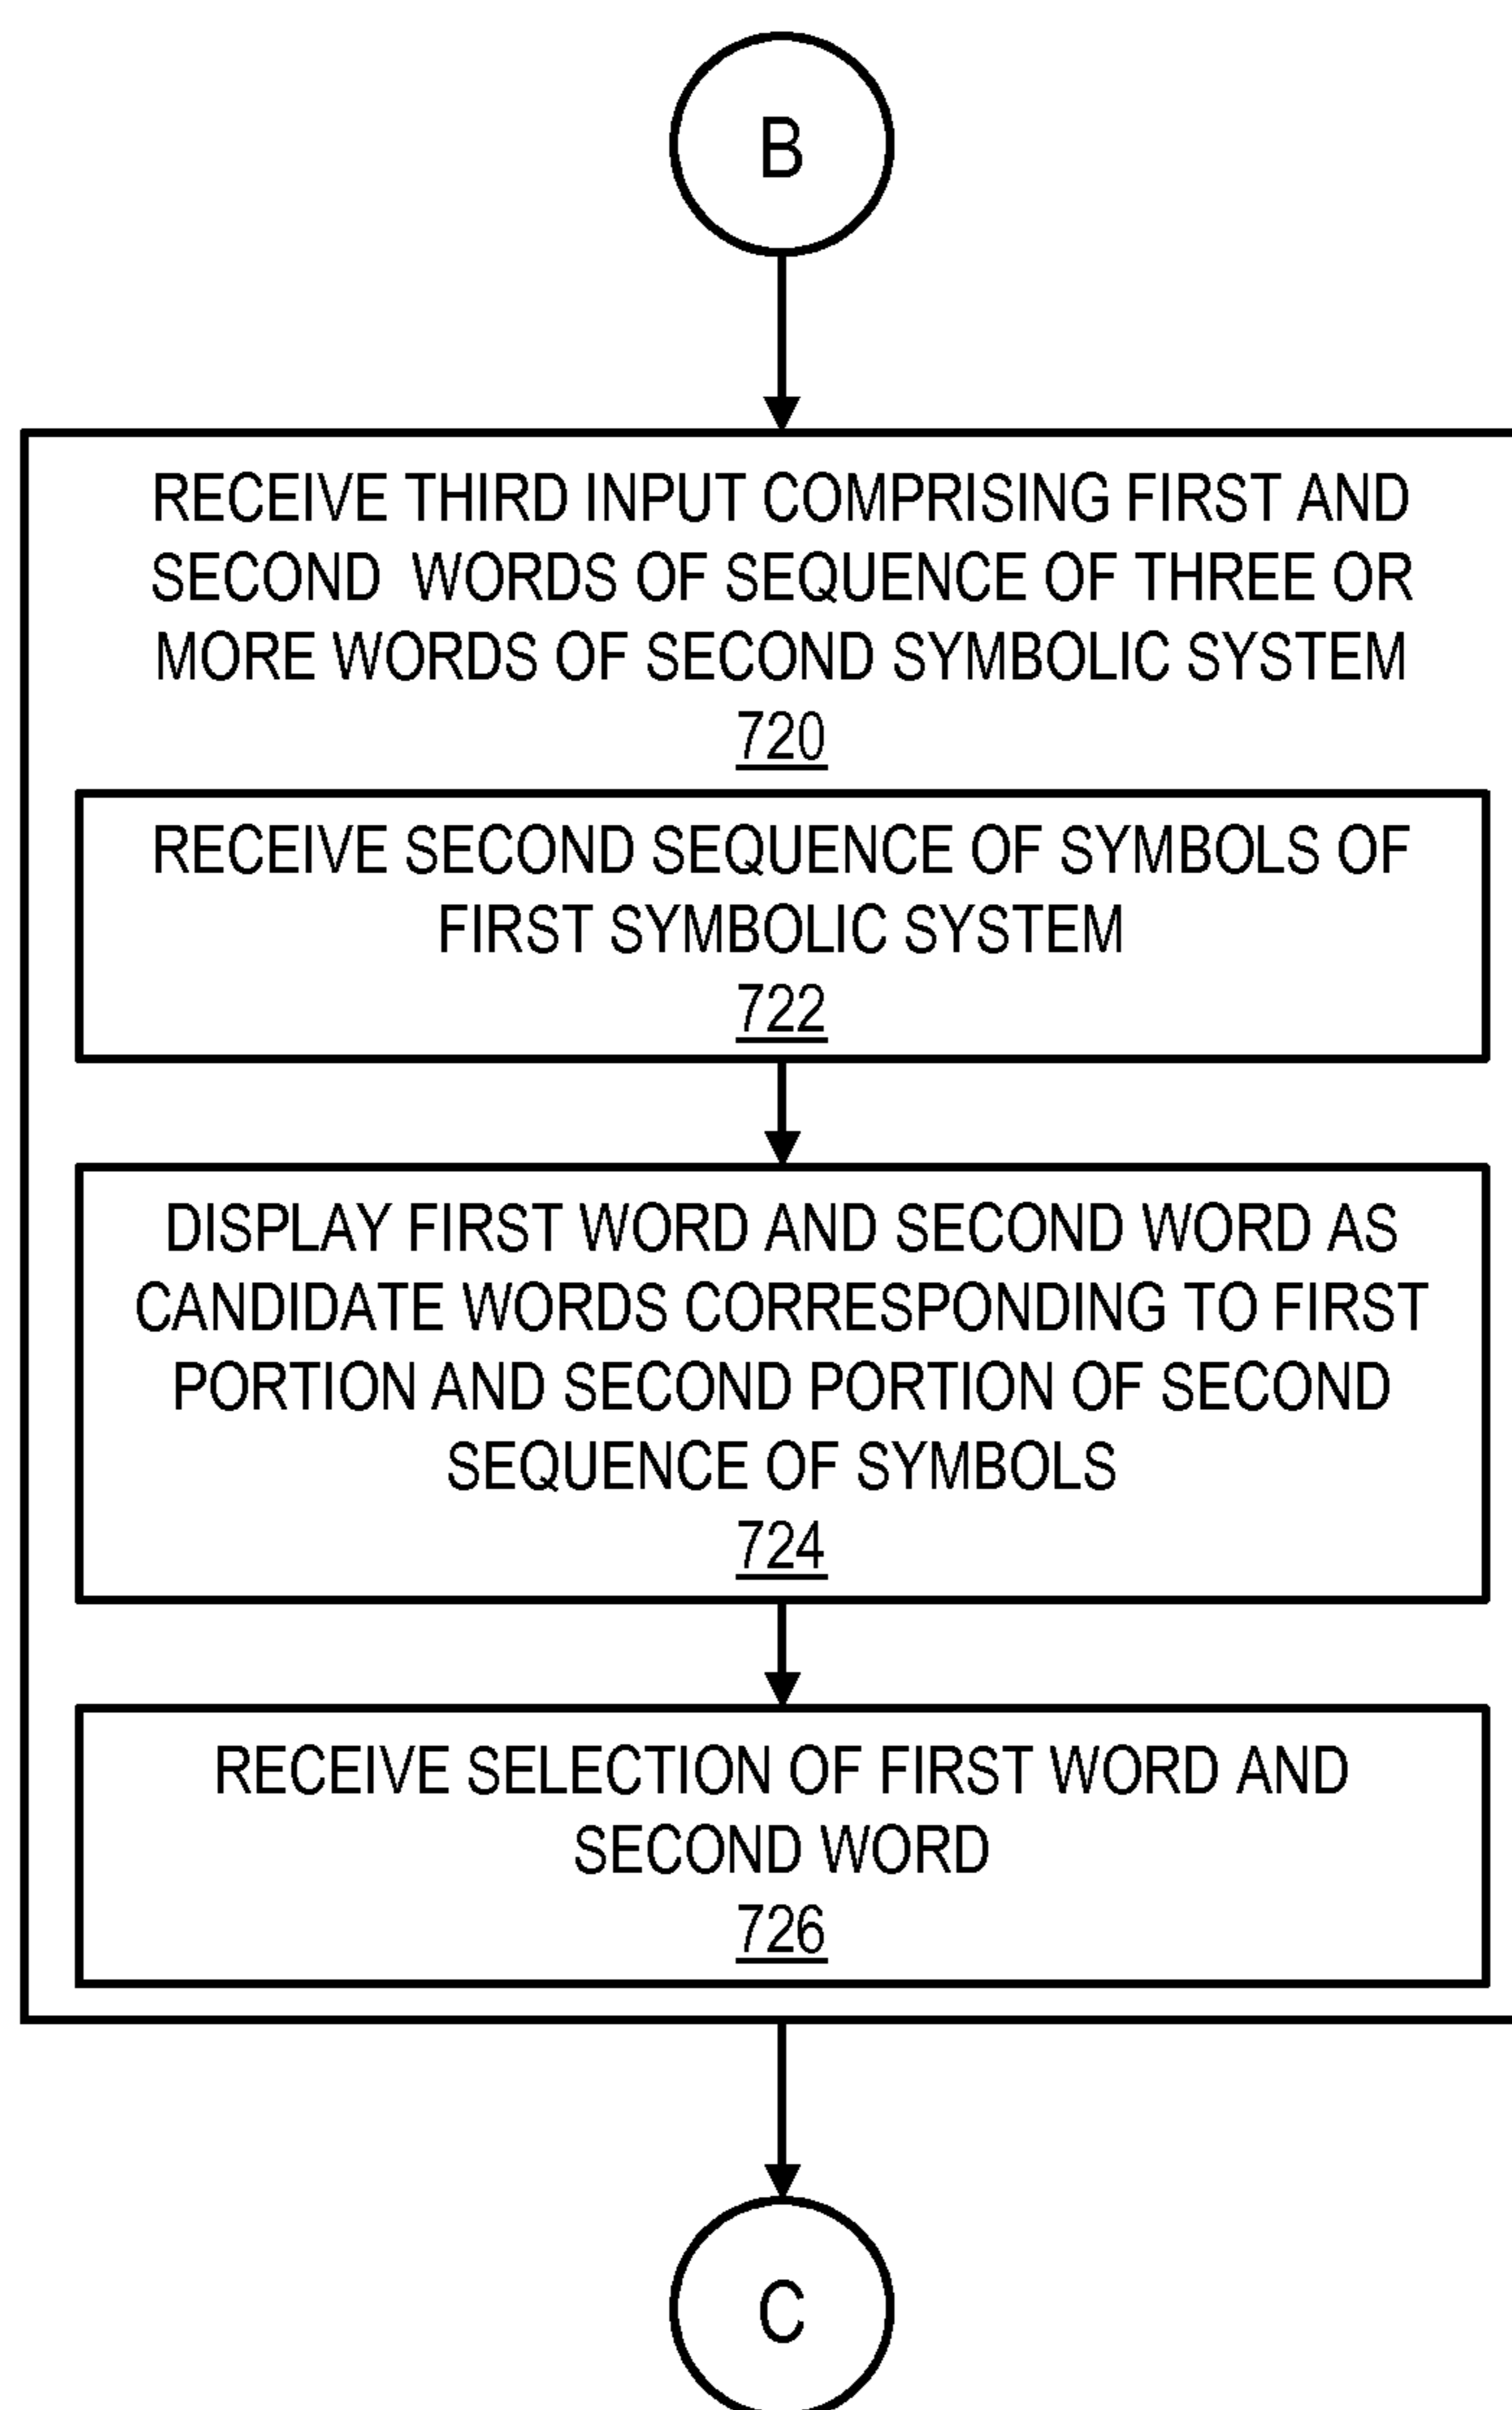 B
RECEIVE THIRD INPUT COMPRISING FIRST AND
SECOND WORDS OF SEQUENCE OF THREE OR
MORE WORDS OF SECOND SYMBOLIC SYSTEM
720
RECEIVE SECOND SEQUENCE OF SYMBOLS OF
FIRST SYMBOLIC SYSTEM
722
DISPLAY FIRST WORD AND SECOND WORD AS
CANDIDATE WORDS CORRESPONDING TO FIRST
PORTION AND SECOND PORTION OF SECOND
SEQUENCE OF SYMBOLS
724
RECEIVE SELECTION OF FIRST WORD AND
SECOND WORD
726
C